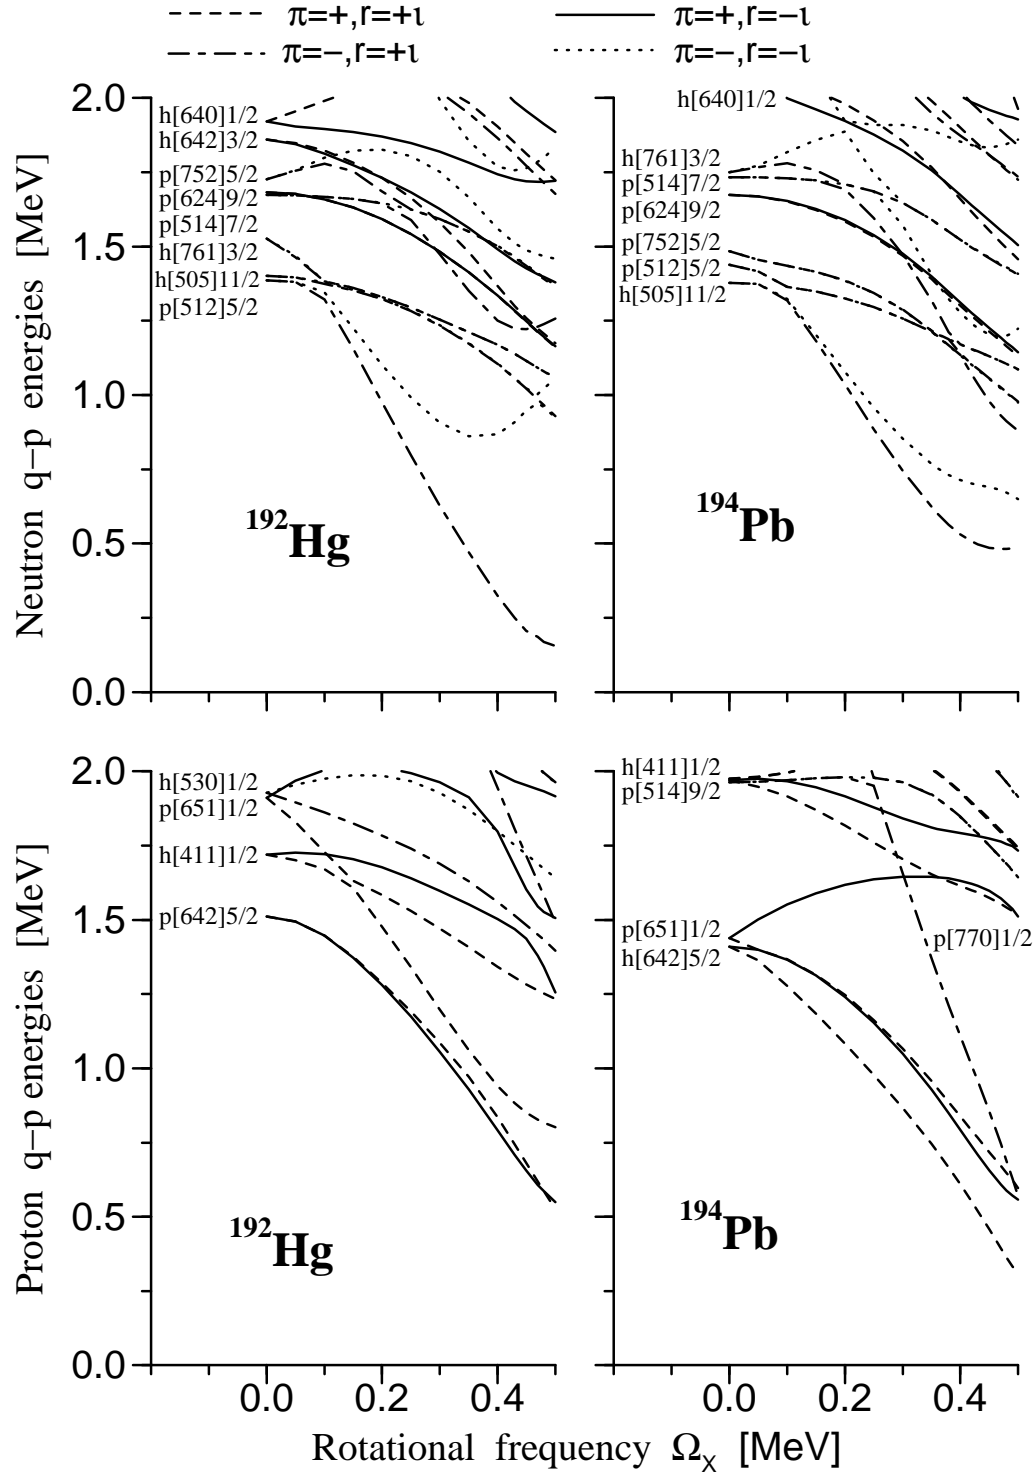 π=+,r=+ι π=+,r=−ι
π=−,r=+ι π=−,r=−ι
Neutron q−p energies [MeV]
2.0
1.5
1.0
0.5
0.0
h[640]1/2
h[642]3/2
p[752]5/2
p[624]9/2
p[514]7/2
h[761]3/2
h[505]11/2
p[512]5/2
192Hg
h[640]1/2
h[761]3/2
p[514]7/2
p[624]9/2
p[752]5/2
p[512]5/2
h[505]11/2
194Pb
Proton q−p energies [MeV]
2.0
1.5
1.0
0.5
0.0
h[530]1/2
p[651]1/2
h[411]1/2
p[642]5/2
192Hg
h[411]1/2
p[514]9/2
p[651]1/2
h[642]5/2
p[770]1/2
194Pb
0.0 0.2 0.4 0.0 0.2 0.4
Rotational frequency Ωx [MeV]